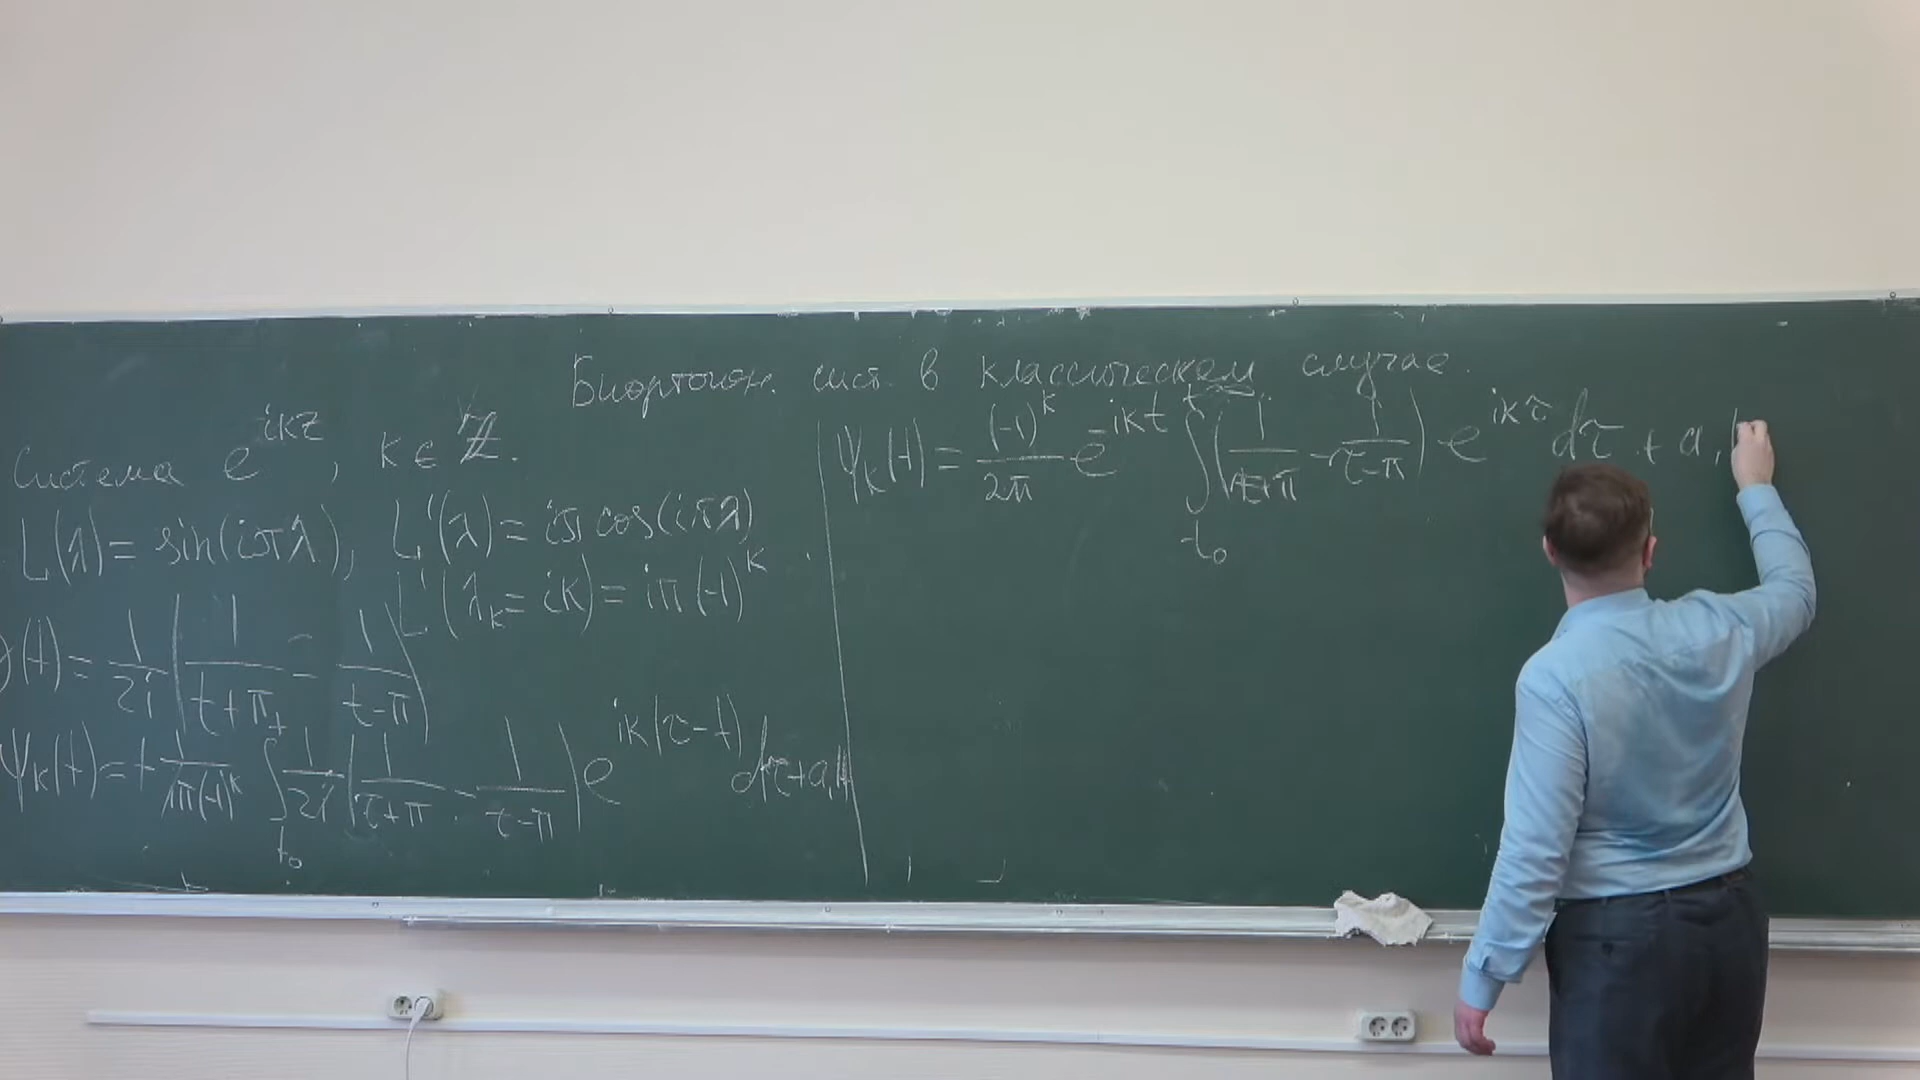 Биортогон. сист. в классическом случае.
Система e^{ikz}, k ∈ ℤ.
L(λ) = sin(iπλ), L'(λ) = iπ cos(iπλ)
L'(λ_k = ik) = iπ(-1)^k
γ(t) = 1/2i (1/(t+π) - 1/(t-π))
ψ_k(t) = + 1/(iπ(-1)^k) ∫_{t_0}^{t} 1/2i (1/(τ+π) - 1/(τ-π)) e^{ik(τ-t)} dτ + a,
ψ_k(t) = (-1)^k/2π e^{-ikt} ∫_{t_0}^{t} (1/(τ+π) - 1/(τ-π)) · e^{ikτ} dτ + a,